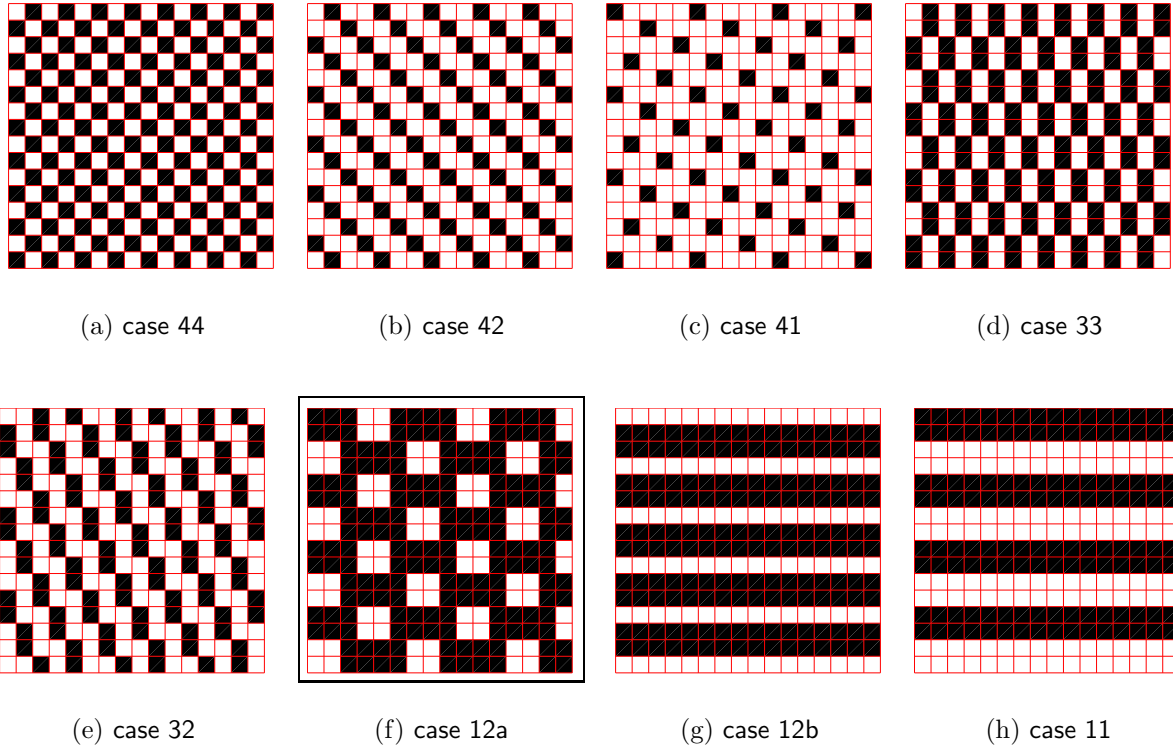 (a) case 44
(b) case 42
(c) case 41
(d) case 33
(e) case 32
(f) case 12a
(g) case 12b
(h) case 11